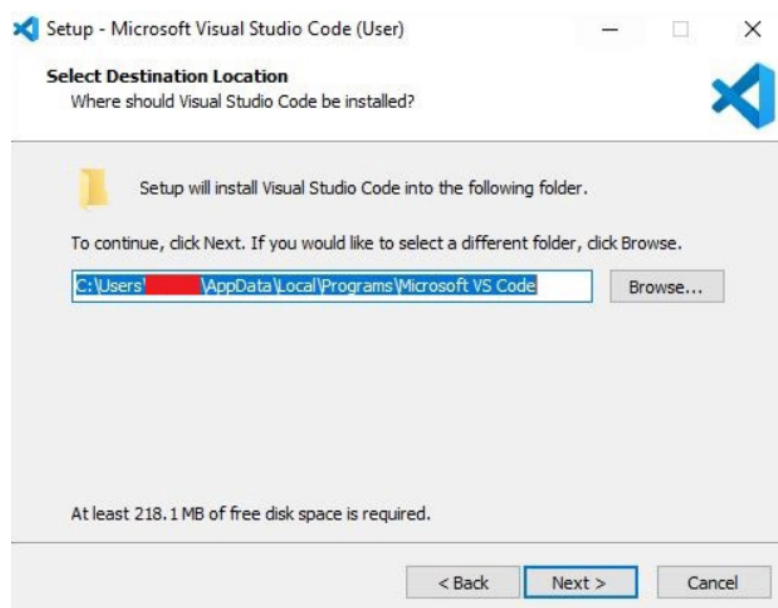 Setup - Microsoft Visual Studio Code (User)
Select Destination Location
Where should Visual Studio Code be installed?
Setup will install Visual Studio Code into the following folder.
To continue, click Next. If you would like to select a different folder, click Browse.
C:\Users\ \AppData\Local\Programs\Microsoft VS Code
Browse...
At least 218.1 MB of free disk space is required.
< Back
Next >
Cancel